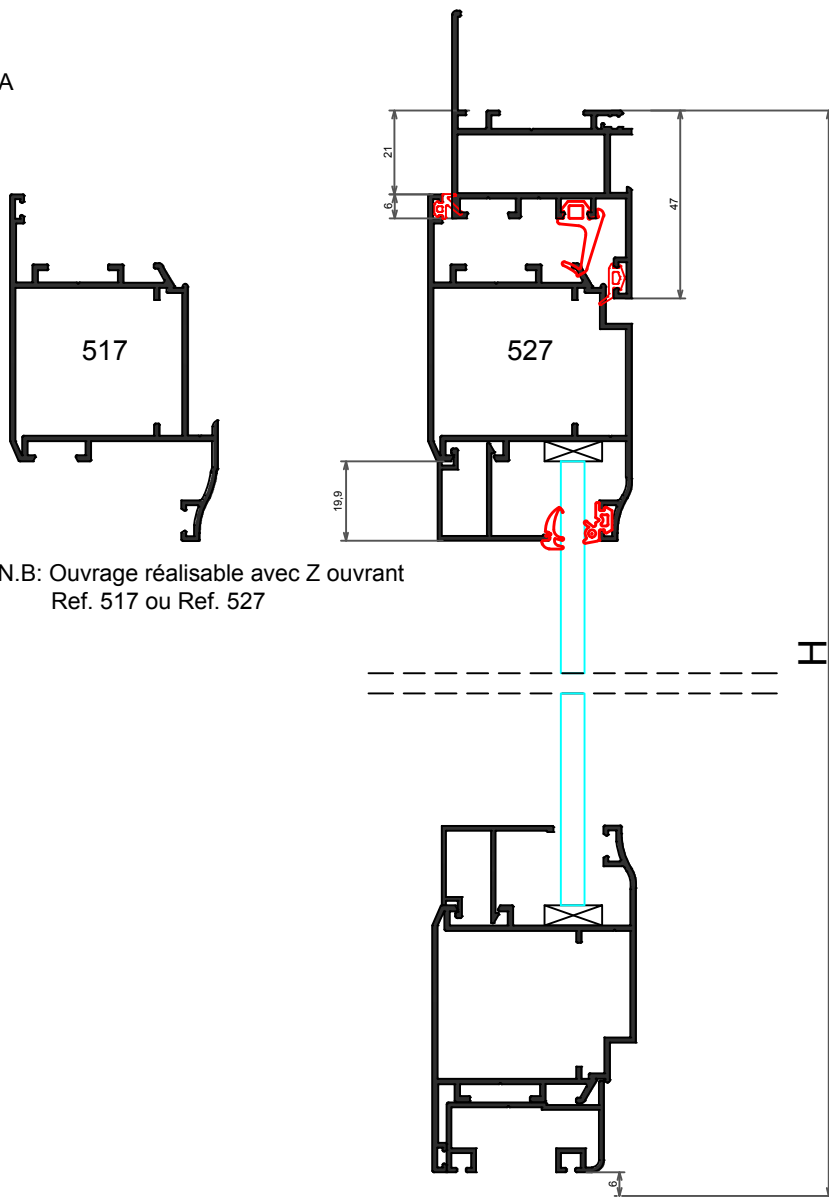 A
21
6
47
517
527
19,9
N.B: Ouvrage réalisable avec Z ouvrant
Ref. 517 ou Ref. 527
H
6